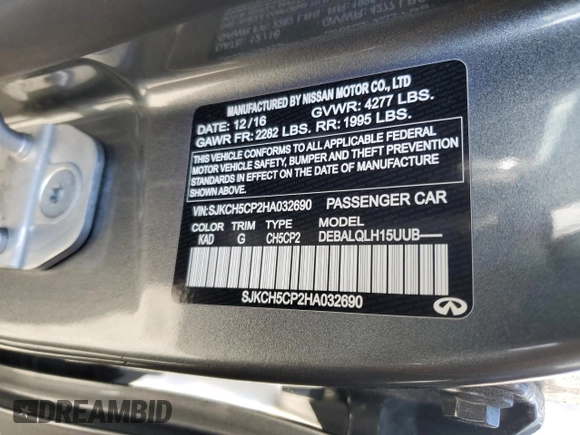 MANUFACTURED BY NISSAN MOTOR CO., LTD
DATE: 12/16 GVWR: 4277 LBS.
GAWR FR: 2282 LBS. RR: 1995 LBS.
THIS VEHICLE CONFORMS TO ALL APPLICABLE FEDERAL
MOTOR VEHICLE SAFETY, BUMPER AND THEFT PREVENTION
STANDARDS IN EFFECT ON THE DATE OF MANUFACTURE
SHOWN ABOVE.
VIN:SJKCH5CP2HA032690 PASSENGER CAR
COLOR TRIM TYPE MODEL
KAD G CH5CP2 DEBALQLH15UUB—
SJKCH5CP2HA032690
DREAMBID